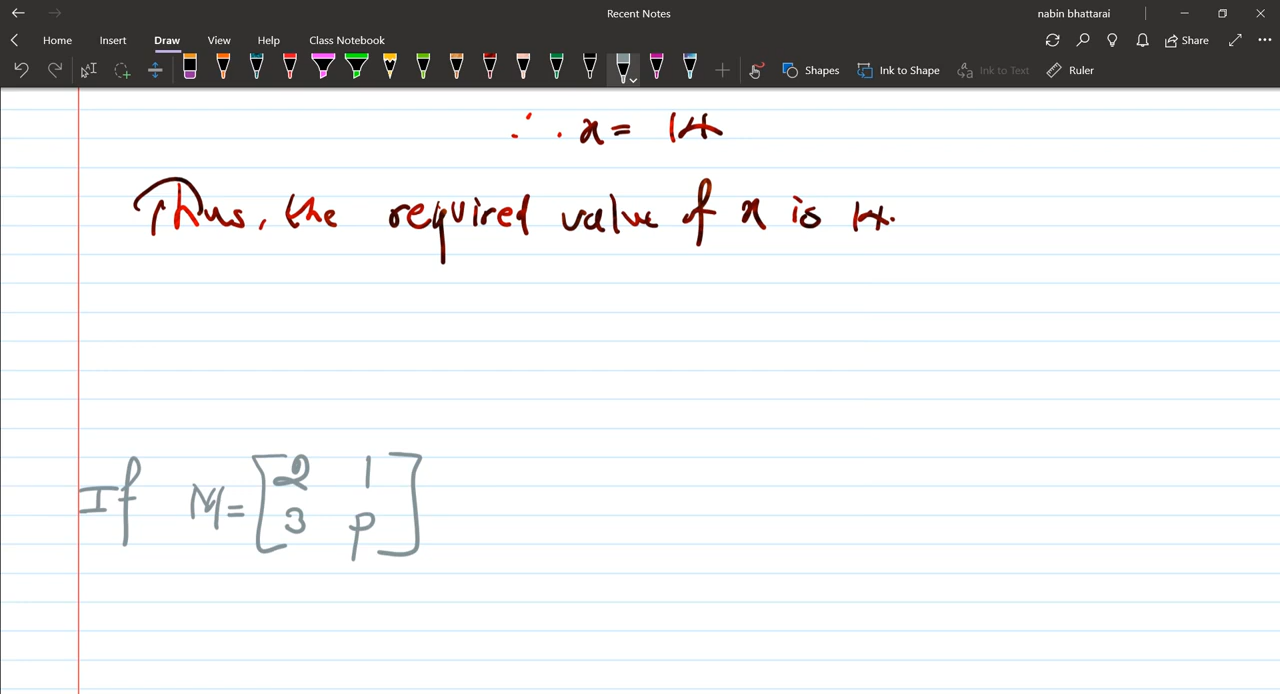 Recent Notes
nabin bhattarai
Home Insert Draw View Help Class Notebook
Share
Shapes Ink to Shape Ink to Text Ruler
∴ x = 14
Thus, the required value of x is 14.
If M = [2 1
3 p]